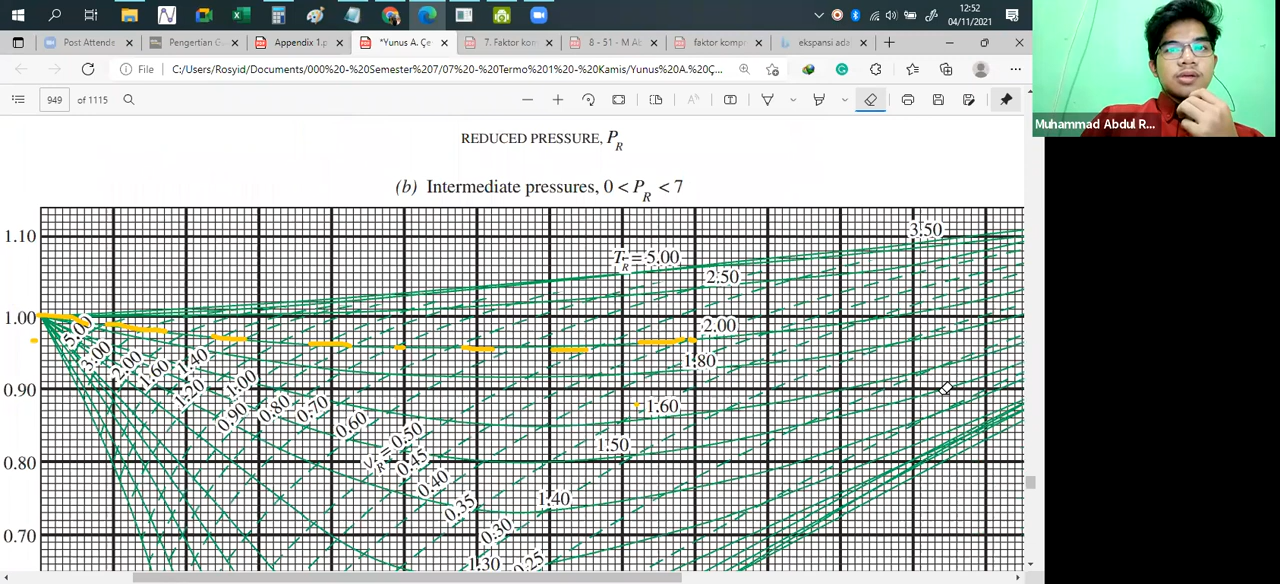 12:52
04/11/2021
Post Attende
Pengertian G
Appendix 1.p
*Yunus A. Çe
7. Faktor kor
8 - 51 - M Ab
faktor kompr
ekspansi ada
File
C:/Users/Rosyid/Documents/000%20-%20Semester%207/07%20-%20Termo%201%20-%20Kamis/Yunus%20A.%20Ç...
949 of 1115
Muhammad Abdul R...
REDUCED PRESSURE, P_R
(b) Intermediate pressures, 0 < P_R < 7
1.10
3.50
T_R = 5.00
2.50
1.00
2.00
5.00
3.00
2.00
1.60
1.40
1.20
1.00
0.90
0.80
0.70
0.60
1.80
0.90
1.60
v_R = 0.50
0.45
0.40
0.35
0.30
0.25
1.50
0.80
1.40
0.70
1.30